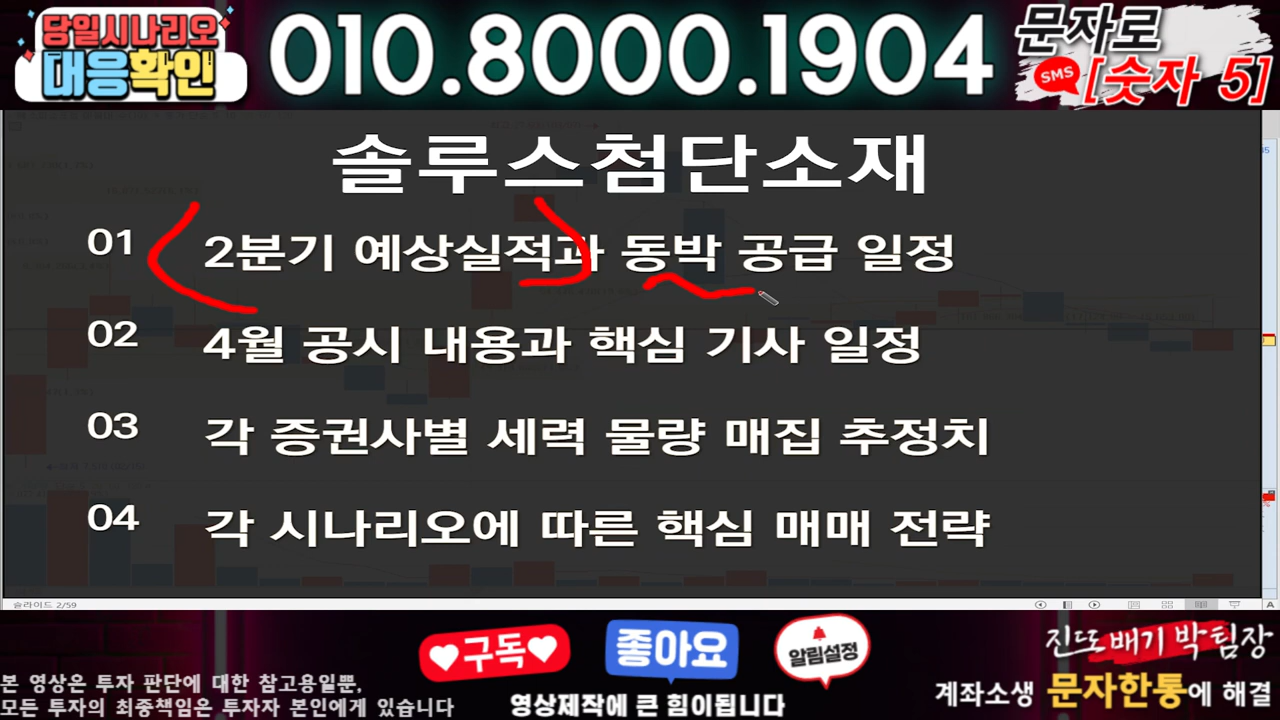 당일시나리오
대응확인
010.8000.1904
문자로
SMS
[숫자 5]
솔루스첨단소재
01 2분기 예상실적과 동박 공급 일정
02 4월 공시 내용과 핵심 기사 일정
03 각 증권사별 세력 물량 매집 추정치
04 각 시나리오에 따른 핵심 매매 전략
슬라이드 2/59
A
구독
좋아요
알림설정
진또배기 박팀장
본 영상은 투자 판단에 대한 참고용일뿐,
모든 투자의 최종책임은 투자자 본인에게 있습니다
영상제작에 큰 힘이됩니다
계좌소생 문자한통에 해결